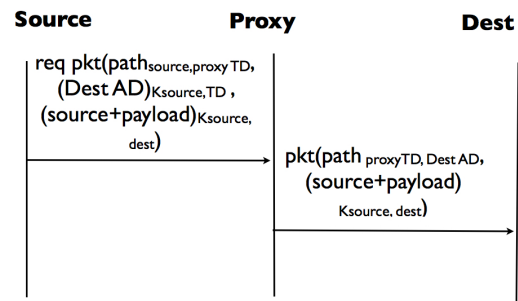 Source Proxy Dest
req pkt(pathsource,proxy TD,
(Dest AD)Ksource,TD ,
(source+payload)Ksource,
dest)
pkt(path proxyTD, Dest AD,
(source+payload)
Ksource, dest)